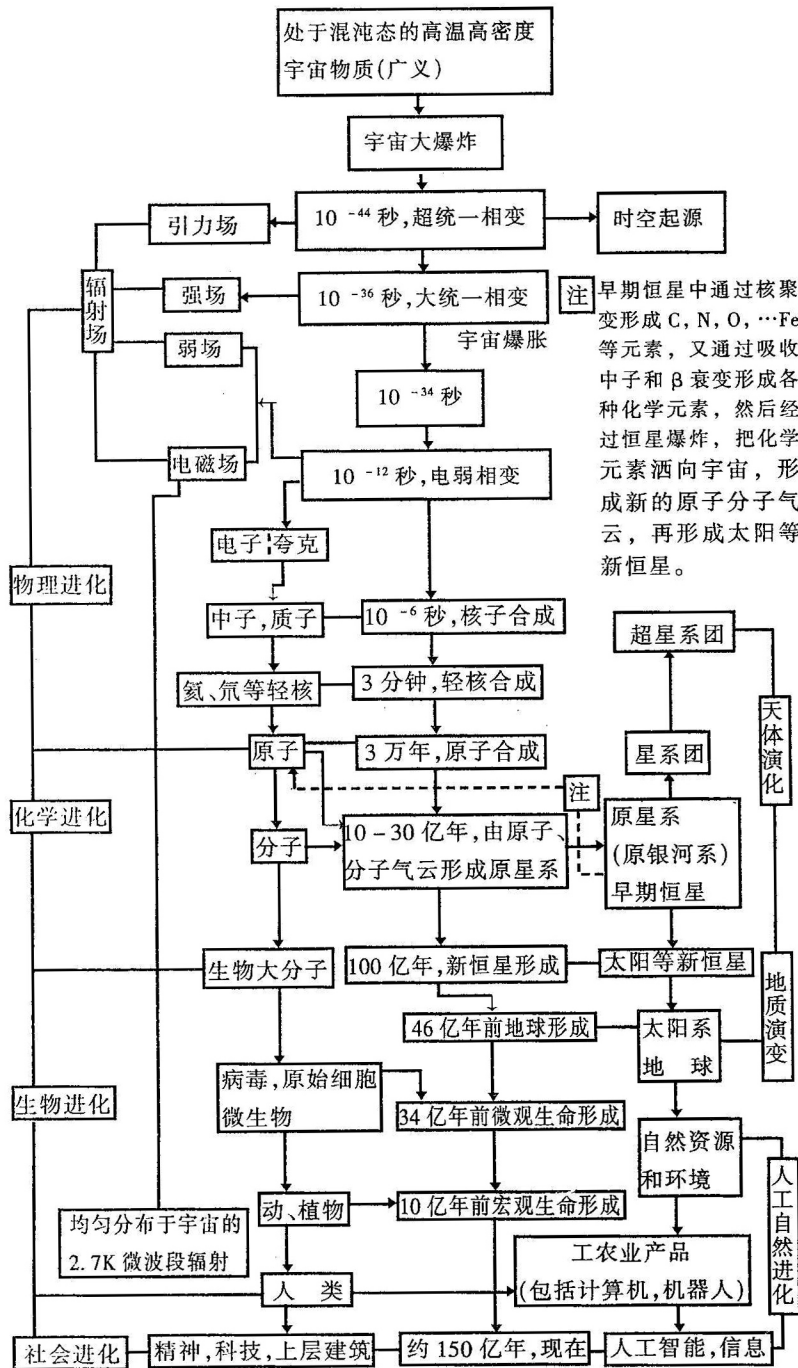 处于混沌态的高温高密度
宇宙物质(广义)
宇宙大爆炸
引力场
10⁻⁴⁴秒,超统一相变
时空起源
辐射场
强场
10⁻³⁶秒,大统一相变
宇宙爆胀
弱场
10⁻³⁴秒
电磁场
10⁻¹²秒,电弱相变
注
早期恒星中通过核聚
变形成C,N,O,…Fe
等元素,又通过吸收
中子和β衰变形成各
种化学元素,然后经
过恒星爆炸,把化学
元素洒向宇宙,形
成新的原子分子气
云,再形成太阳等
新恒星。
电子 夸克
物理进化
中子,质子
10⁻⁶秒,核子合成
超星系团
氦、氘等轻核
3分钟,轻核合成
天体演化
原子
3万年,原子合成
星系团
注
化学进化
分子
10-30亿年,由原子、
分子气云形成原星系
原星系
(原银河系)
早期恒星
生物大分子
100亿年,新恒星形成
太阳等新恒星
地质演变
46亿年前地球形成
太阳系
地球
生物进化
病毒,原始细胞
微生物
34亿年前微观生命形成
自然资源
和环境
均匀分布于宇宙的
2.7K微波段辐射
动、植物
10亿年前宏观生命形成
人工自然进化
人类
工农业产品
(包括计算机,机器人)
社会进化
精神,科技,上层建筑
约150亿年,现在
人工智能,信息